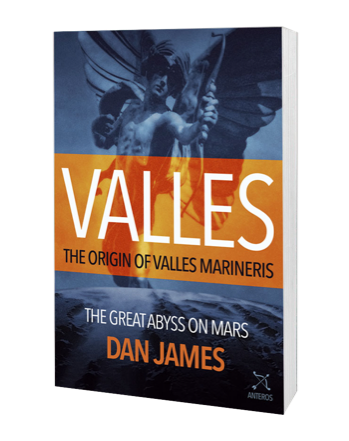 VALLES
THE ORIGIN OF VALLES MARINERIS
THE GREAT ABYSS ON MARS
DAN JAMES
ANTEROS